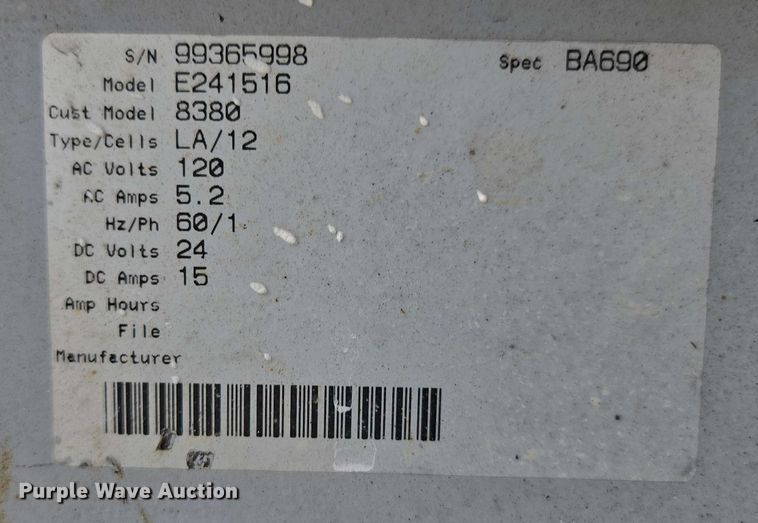 S/N 99365998 Spec BA690
Model E241516
Cust Model 8380
Type/Cells LA/12
AC Volts 120
AC Amps 5.2
Hz/Ph 60/1
DC Volts 24
DC Amps 15
Amp Hours
File
Manufacturer
Purple Wave Auction